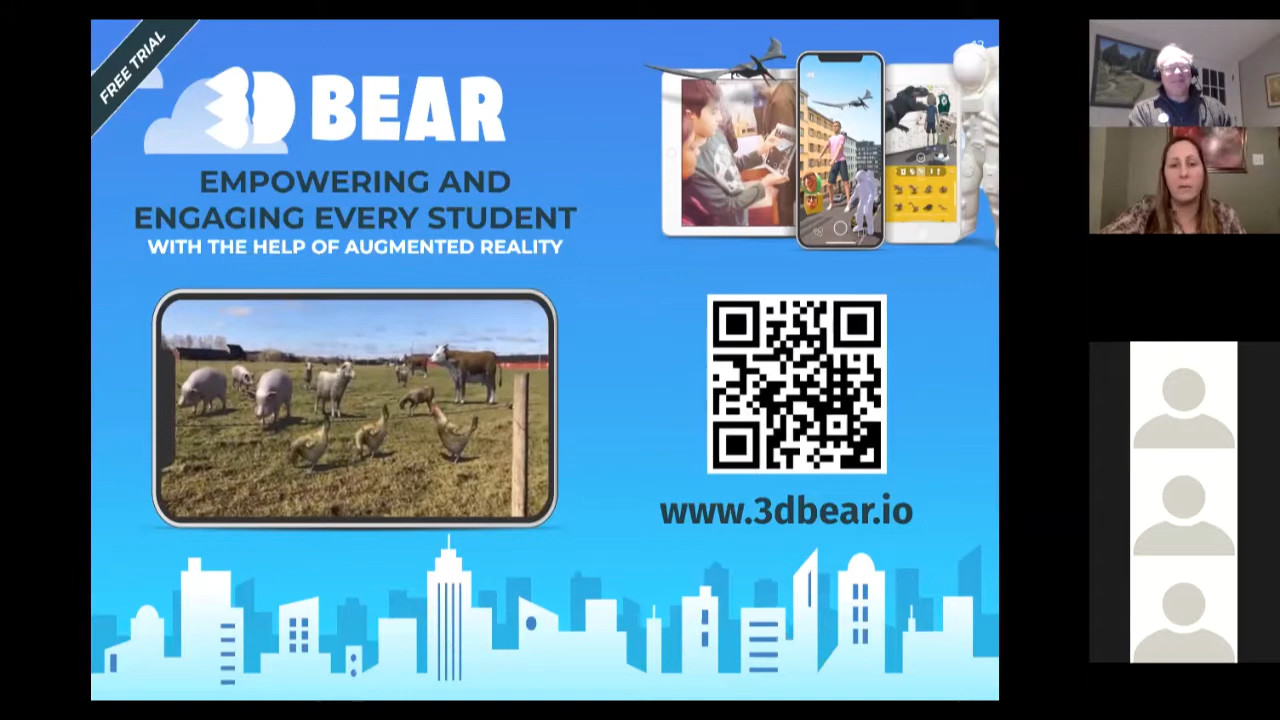 FREE TRIAL
3D BEAR
EMPOWERING AND
ENGAGING EVERY STUDENT
WITH THE HELP OF AUGMENTED REALITY
www.3dbear.io